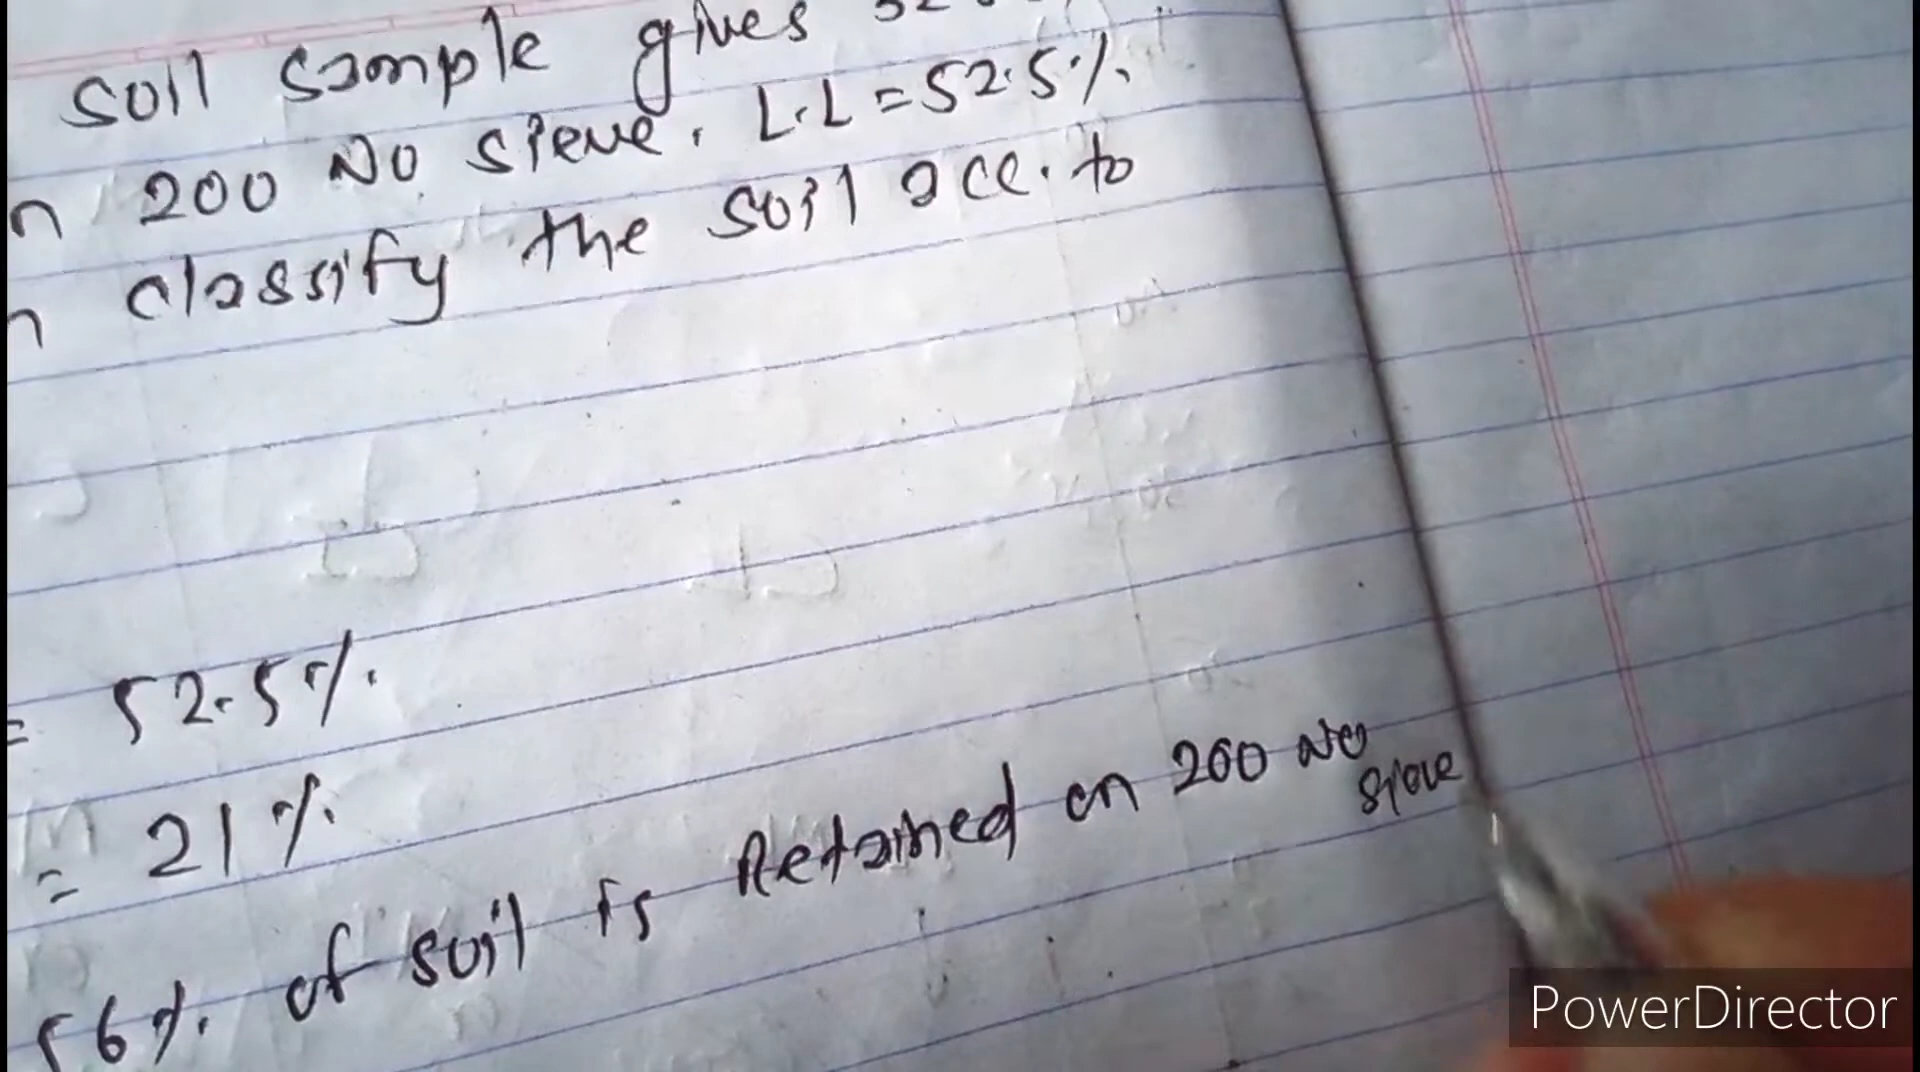 soil sample gives
n 200 No sieve. L.L = 52.5%.
classify the soil acc. to
= 52.5%.
= 21%.
56%. of soil is Retained on 200 No
sieve
PowerDirector